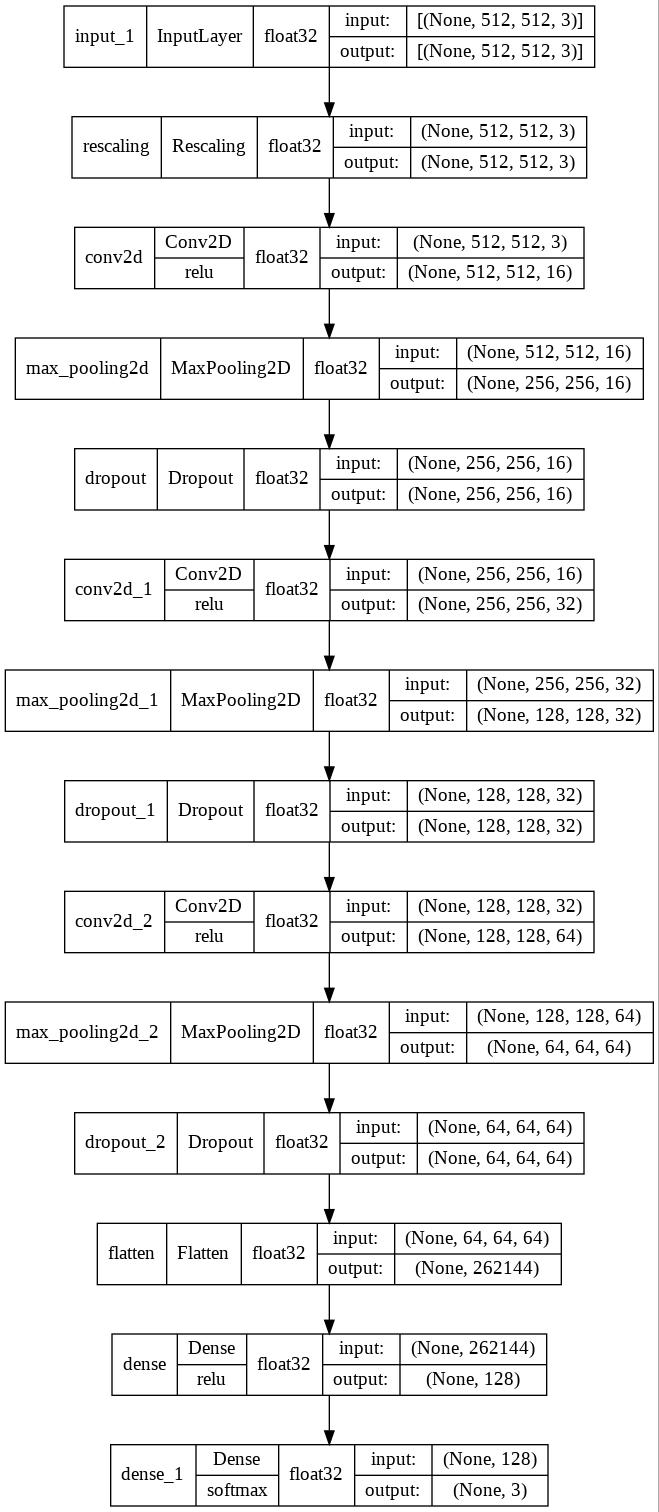 input_1 InputLayer float32 input: [(None, 512, 512, 3)]
output: [(None, 512, 512, 3)]
rescaling Rescaling float32 input: (None, 512, 512, 3)
output: (None, 512, 512, 3)
conv2d Conv2D relu float32 input: (None, 512, 512, 3)
output: (None, 512, 512, 16)
max_pooling2d MaxPooling2D float32 input: (None, 512, 512, 16)
output: (None, 256, 256, 16)
dropout Dropout float32 input: (None, 256, 256, 16)
output: (None, 256, 256, 16)
conv2d_1 Conv2D relu float32 input: (None, 256, 256, 16)
output: (None, 256, 256, 32)
max_pooling2d_1 MaxPooling2D float32 input: (None, 256, 256, 32)
output: (None, 128, 128, 32)
dropout_1 Dropout float32 input: (None, 128, 128, 32)
output: (None, 128, 128, 32)
conv2d_2 Conv2D relu float32 input: (None, 128, 128, 32)
output: (None, 128, 128, 64)
max_pooling2d_2 MaxPooling2D float32 input: (None, 128, 128, 64)
output: (None, 64, 64, 64)
dropout_2 Dropout float32 input: (None, 64, 64, 64)
output: (None, 64, 64, 64)
flatten Flatten float32 input: (None, 64, 64, 64)
output: (None, 262144)
dense Dense relu float32 input: (None, 262144)
output: (None, 128)
dense_1 Dense softmax float32 input: (None, 128)
output: (None, 3)